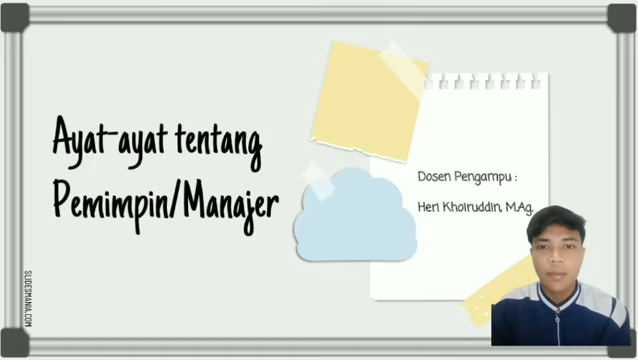 Ayat-ayat tentang
Pemimpin/Manajer
Dosen Pengampu :
Heri Khoiruddin, M.Ag.
SLIDESMANIA.COM